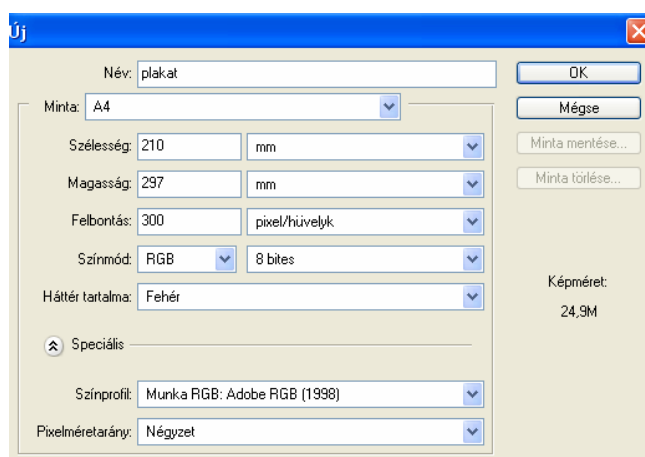 Új
Név: plakat
OK
Minta: A4
Mégse
Szélesség: 210 mm
Minta mentése...
Magasság: 297 mm
Minta törlése...
Felbontás: 300 pixel/hüvelyk
Színmód: RGB 8 bites
Háttér tartalma: Fehér
Képméret:
24,9M
Speciális
Színprofil: Munka RGB: Adobe RGB (1998)
Pixelméretarány: Négyzet